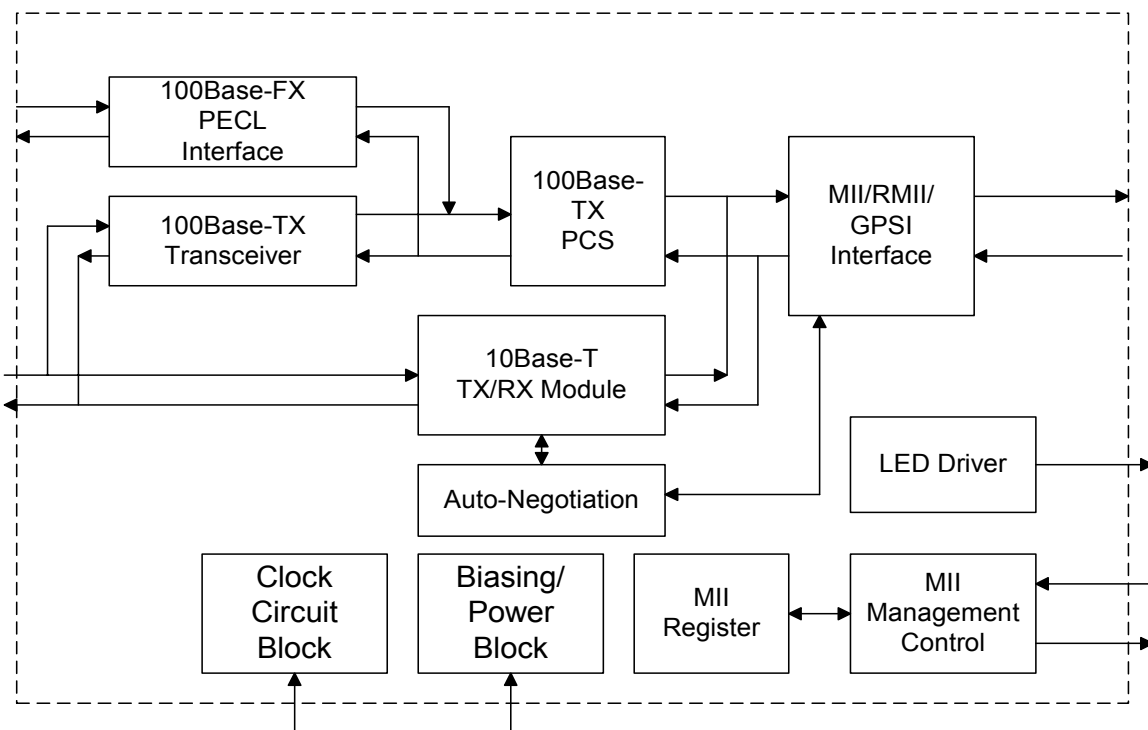 100Base-FX
PECL
Interface
100Base-TX
Transceiver
100Base-
TX
PCS
MII/RMII/
GPSI
Interface
10Base-T
TX/RX Module
Auto-Negotiation
LED Driver
Clock
Circuit
Block
Biasing/
Power
Block
MII
Register
MII
Management
Control